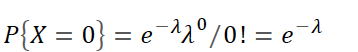 P{X = 0} = e^{−λ}λ^{0}/0! = e^{−λ}